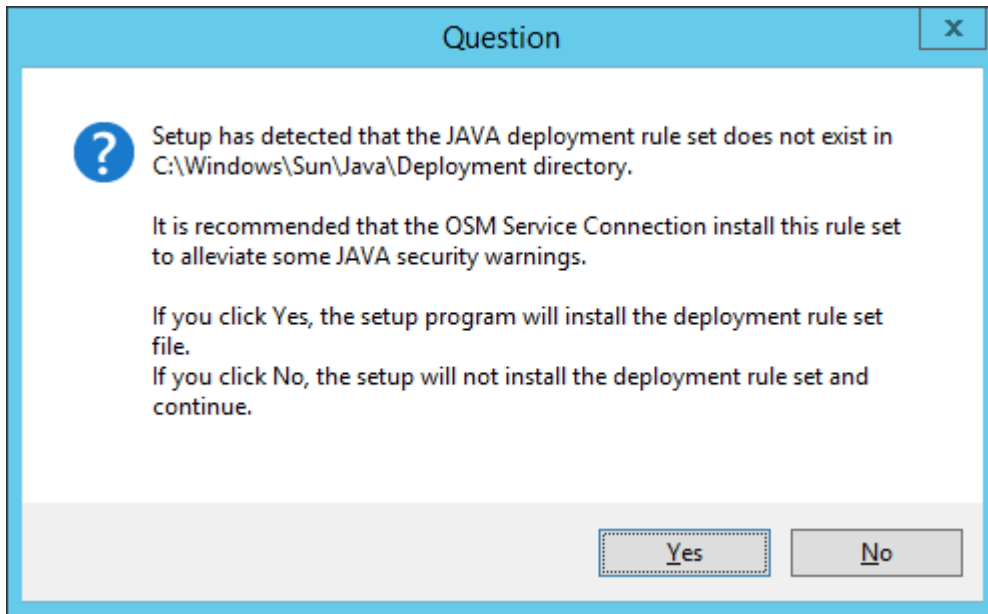 Question
x
Setup has detected that the JAVA deployment rule set does not exist in
C:\Windows\Sun\Java\Deployment directory.
It is recommended that the OSM Service Connection install this rule set
to alleviate some JAVA security warnings.
If you click Yes, the setup program will install the deployment rule set
file.
If you click No, the setup will not install the deployment rule set and
continue.
?
Yes
No